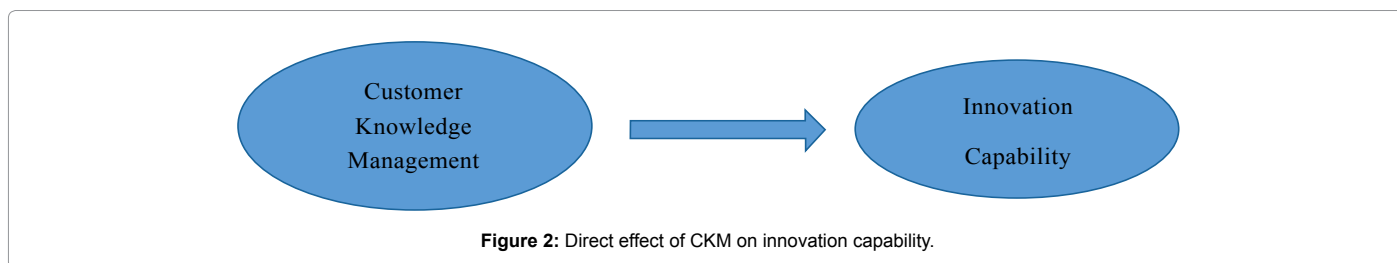 Customer
Knowledge
Management
Innovation
Capability
Figure 2: Direct effect of CKM on innovation capability.